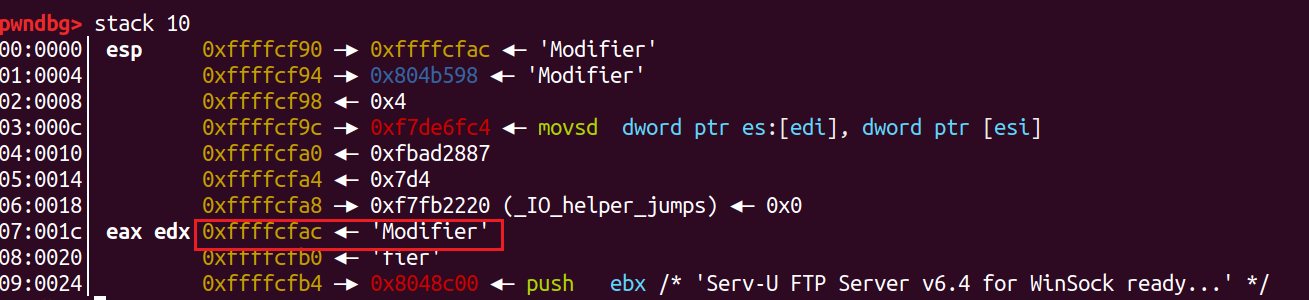 pwndbg> stack 10
00:0000│ esp 0xffffcf90 —▸ 0xffffcfac ◂— 'Modifier'
01:0004│ 0xffffcf94 —▸ 0x804b598 ◂— 'Modifier'
02:0008│ 0xffffcf98 ◂— 0x4
03:000c│ 0xffffcf9c —▸ 0xf7de6fc4 ◂— movsd dword ptr es:[edi], dword ptr [esi]
04:0010│ 0xffffcfa0 ◂— 0xfbad2887
05:0014│ 0xffffcfa4 ◂— 0x7d4
06:0018│ 0xffffcfa8 —▸ 0xf7fb2220 (_IO_helper_jumps) ◂— 0x0
07:001c│ eax edx 0xffffcfac ◂— 'Modifier'
08:0020│ 0xffffcfb0 ◂— 'fier'
09:0024│ 0xffffcfb4 —▸ 0x8048c00 ◂— push ebx /* 'Serv-U FTP Server v6.4 for WinSock ready...' */